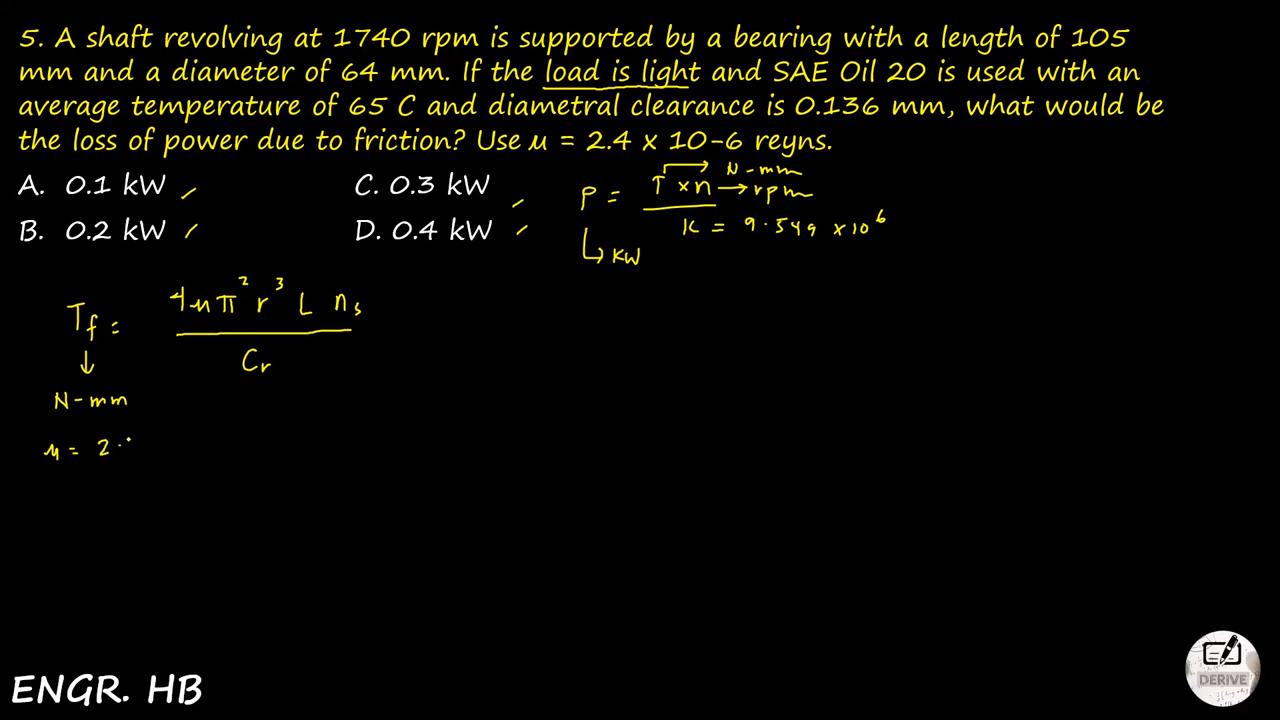 5. A shaft revolving at 1740 rpm is supported by a bearing with a length of 105
mm and a diameter of 64 mm. If the load is light and SAE Oil 20 is used with an
average temperature of 65 C and diametral clearance is 0.136 mm, what would be
the loss of power due to friction? Use μ = 2.4 x 10-6 reyns.
A. 0.1 kW
C. 0.3 kW
B. 0.2 kW
D. 0.4 kW
P = T x n / K = 9.549 x 10⁶
N-mm
rpm
KW
Tf = 4μπ² r³ L ns / Cr
N-mm
μ = 2.
ENGR. HB
DERIVE